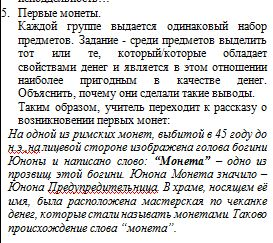 5. Первые монеты.
Каждой группе выдается одинаковый набор
предметов. Задание - среди предметов выделить
тот или те, который/которые обладает
свойствами денег и является в этом отношении
наиболее пригодным в качестве денег.
Объяснить, почему они сделали такие выводы.
Таким образом, учитель переходит к рассказу о
возникновении первых монет:
На одной из римских монет, выбитой в 45 году до
н.э. на лицевой стороне изображена голова богини
Юноны и написано слово: “Монета” – одно из
прозвищ этой богини. Юнона Монета значило –
Юнона Предупредительница. В храме, носящем её
имя, была расположена мастерская по чеканке
денег, которые стали называть монетами. Таково
происхождение слова “монета”.